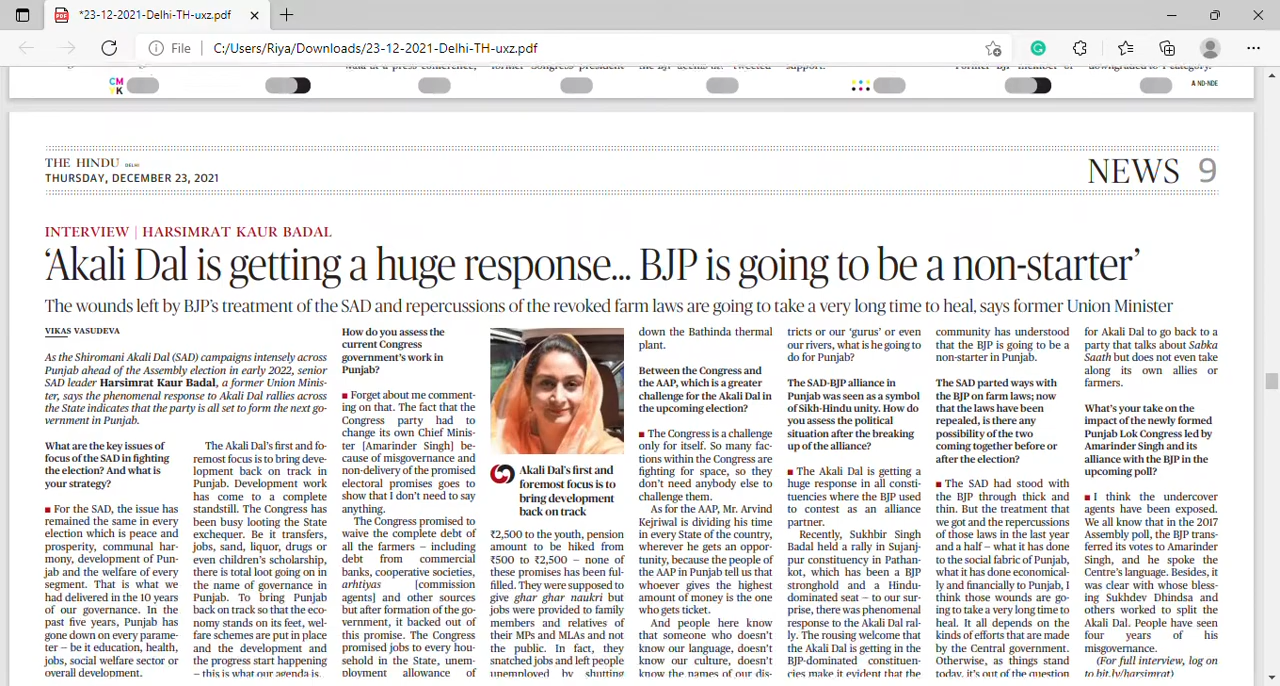 *23-12-2021-Delhi-TH-uxz.pdf
File
C:/Users/Riya/Downloads/23-12-2021-Delhi-TH-uxz.pdf
CM
YK
A ND-NDE
THE HINDU DELHI
THURSDAY, DECEMBER 23, 2021
NEWS 9
INTERVIEW | HARSIMRAT KAUR BADAL
‘Akali Dal is getting a huge response... BJP is going to be a non-starter’
The wounds left by BJP’s treatment of the SAD and repercussions of the revoked farm laws are going to take a very long time to heal, says former Union Minister
VIKAS VASUDEVA
As the Shiromani Akali Dal (SAD) campaigns intensely across
Punjab ahead of the Assembly election in early 2022, senior
SAD leader Harsimrat Kaur Badal, a former Union Minis-
ter, says the phenomenal response to Akali Dal rallies across
the State indicates that the party is all set to form the next go-
vernment in Punjab.
What are the key issues of
focus of the SAD in fighting
the election? And what is
your strategy?
■ For the SAD, the issue has
remained the same in every
election which is peace and
prosperity, communal har-
mony, development of Pun-
jab and the welfare of every
segment. That is what we
had delivered in the 10 years
of our governance. In the
past five years, Punjab has
gone down on every parame-
ter – be it education, health,
jobs, social welfare sector or
overall development.
The Akali Dal’s first and fo-
remost focus is to bring deve-
lopment back on track in
Punjab. Development work
has come to a complete
standstill. The Congress has
been busy looting the State
exchequer. Be it transfers,
jobs, sand, liquor, drugs or
even children’s scholarship,
there is total loot going on in
the name of governance in
Punjab. To bring Punjab
back on track so that the eco-
nomy stands on its feet, wel-
fare schemes are put in place
and the development and
the progress start happening
– this is what our agenda is..
How do you assess the
current Congress
government’s work in
Punjab?
■ Forget about me comment-
ing on that. The fact that the
Congress party had to
change its own Chief Minis-
ter [Amarinder Singh] be-
cause of misgovernance and
non-delivery of the promised
electoral promises goes to
show that I don’t need to say
anything.
The Congress promised to
waive the complete debt of
all the farmers – including
debt from commercial
banks, cooperative societies,
arhtiyas [commission
agents] and other sources
but after formation of the go-
vernment, it backed out of
this promise. The Congress
promised jobs to every hou-
sehold in the State, unem-
ployment allowance of
Akali Dal’s first and
foremost focus is to
bring development
back on track
₹2,500 to the youth, pension
amount to be hiked from
₹500 to ₹2,500 – none of
these promises has been ful-
filled. They were supposed to
give ghar ghar naukri but
jobs were provided to family
members and relatives of
their MPs and MLAs and not
the public. In fact, they
snatched jobs and left people
unemployed by shutting
down the Bathinda thermal
plant.
Between the Congress and
the AAP, which is a greater
challenge for the Akali Dal in
the upcoming election?
■ The Congress is a challenge
only for itself. So many fac-
tions within the Congress are
fighting for space, so they
don’t need anybody else to
challenge them.
As for the AAP, Mr. Arvind
Kejriwal is dividing his time
in every State of the country,
wherever he gets an oppor-
tunity, because the people of
the AAP in Punjab tell us that
whoever gives the highest
amount of money is the one
who gets ticket.
And people here know
that someone who doesn’t
know our language, doesn’t
know our culture, doesn’t
know the names of our dis-
tricts or our ‘gurus’ or even
our rivers, what is he going to
do for Punjab?
The SAD-BJP alliance in
Punjab was seen as a symbol
of Sikh-Hindu unity. How do
you assess the political
situation after the breaking
up of the alliance?
■ The Akali Dal is getting a
huge response in all consti-
tuencies where the BJP used
to contest as an alliance
partner.
Recently, Sukhbir Singh
Badal held a rally in Sujanj-
pur constituency in Pathan-
kot, which has been a BJP
stronghold and a Hindu-
dominated seat – to our sur-
prise, there was phenomenal
response to the Akali Dal ral-
ly. The rousing welcome that
the Akali Dal is getting in the
BJP-dominated constituen-
cies make it evident that the
community has understood
that the BJP is going to be a
non-starter in Punjab.
The SAD parted ways with
the BJP on farm laws; now
that the laws have been
repealed, is there any
possibility of the two
coming together before or
after the election?
■ The SAD had stood with
the BJP through thick and
thin. But the treatment that
we got and the repercussions
of those laws in the last year
and a half – what it has done
to the social fabric of Punjab,
what it has done economical-
ly and financially to Punjab, I
think those wounds are go-
ing to take a very long time to
heal. It all depends on the
kinds of efforts that are made
by the Central government.
Otherwise, as things stand
today, it’s out of the question
for Akali Dal to go back to a
party that talks about Sabka
Saath but does not even take
along its own allies or
farmers.
What’s your take on the
impact of the newly formed
Punjab Lok Congress led by
Amarinder Singh and its
alliance with the BJP in the
upcoming poll?
■ I think the undercover
agents have been exposed.
We all know that in the 2017
Assembly poll, the BJP trans-
ferred its votes to Amarinder
Singh, and he spoke the
Centre’s language. Besides, it
was clear with whose bless-
ing Sukhdev Dhindsa and
others worked to split the
Akali Dal. People have seen
four years of his
misgovernance.
(For full interview, log on
to bit.ly/harsimrat)